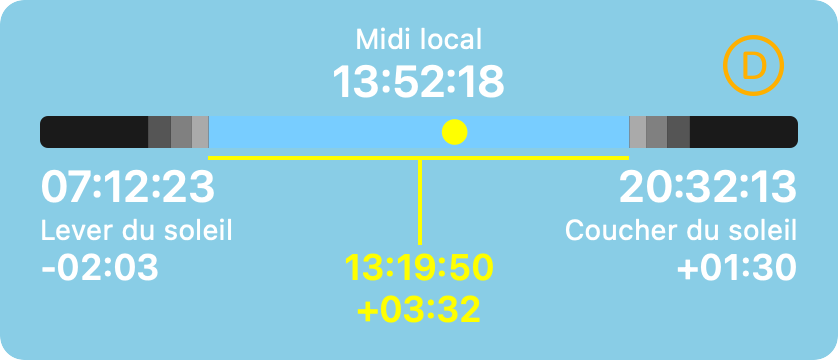 Midi local
D
13:52:18
07:12:23
20:32:13
Lever du soleil
Coucher du soleil
-02:03
13:19:50
+01:30
+03:32